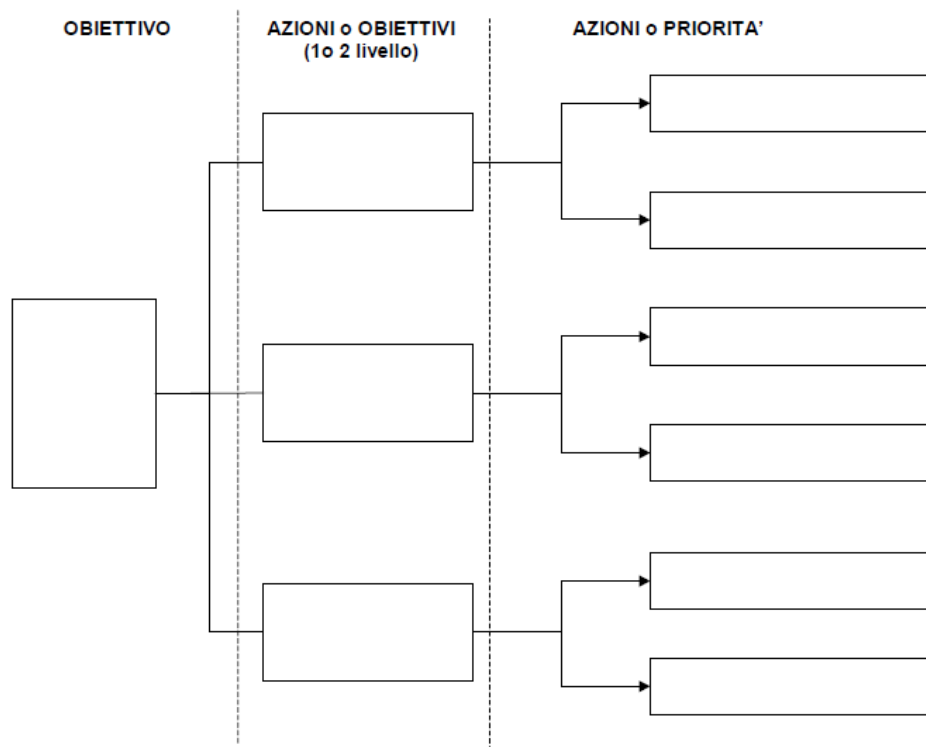 OBIETTIVO
AZIONI o OBIETTIVI
(1o 2 livello)
AZIONI o PRIORITA’